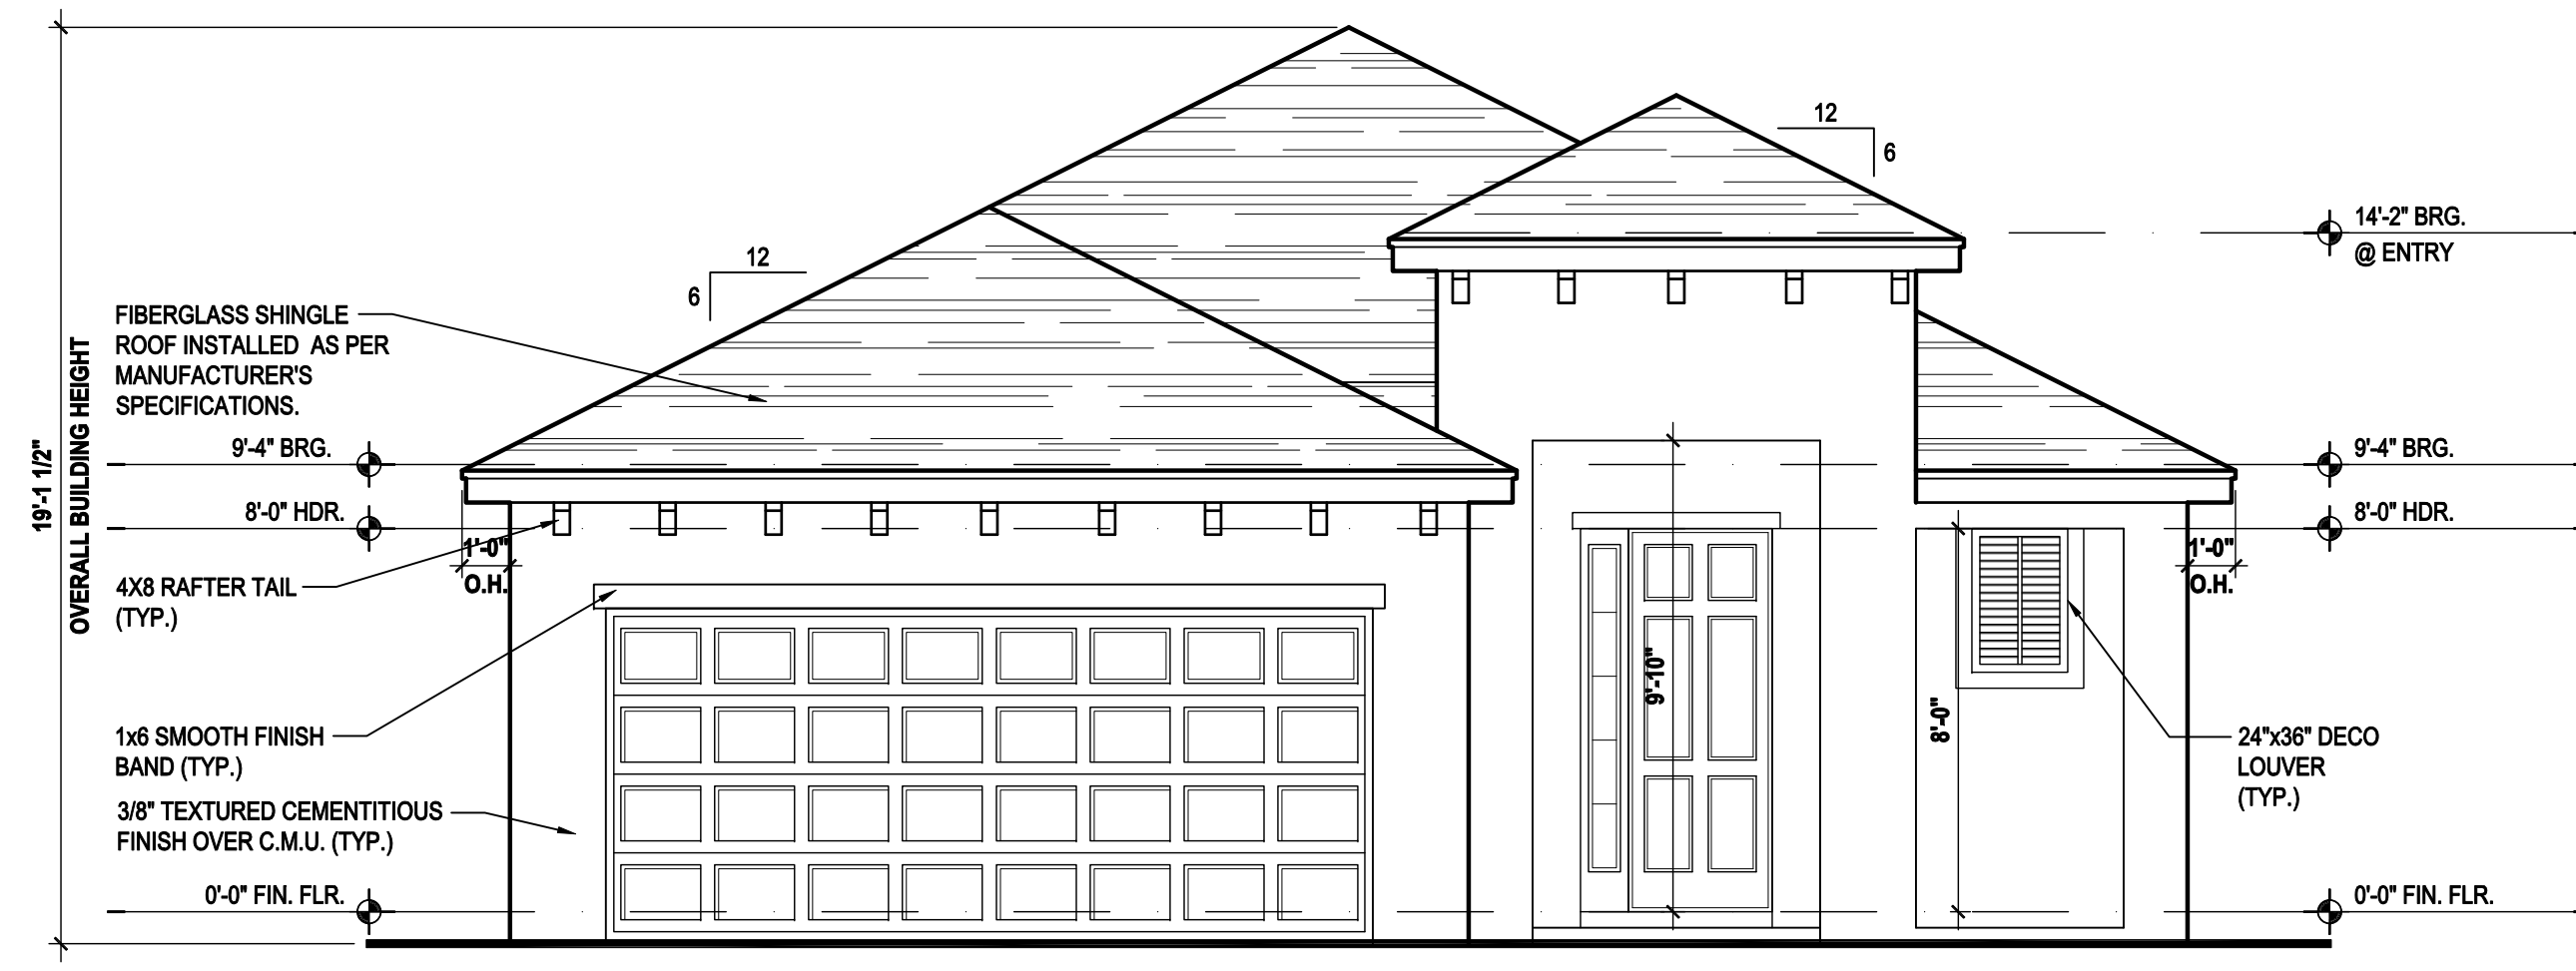 12
6
14'-2" BRG.
@ ENTRY
12
6
FIBERGLASS SHINGLE
ROOF INSTALLED AS PER
MANUFACTURER'S
SPECIFICATIONS.
19'-1 1/2"
OVERALL BUILDING HEIGHT
9'-4" BRG.
9'-4" BRG.
8'-0" HDR.
8'-0" HDR.
1'-0"
O.H.
1'-0"
O.H.
4X8 RAFTER TAIL
(TYP.)
9'-10"
8'-0"
1x6 SMOOTH FINISH
BAND (TYP.)
24"x36" DECO
LOUVER
(TYP.)
3/8" TEXTURED CEMENTITIOUS
FINISH OVER C.M.U. (TYP.)
0'-0" FIN. FLR.
0'-0" FIN. FLR.